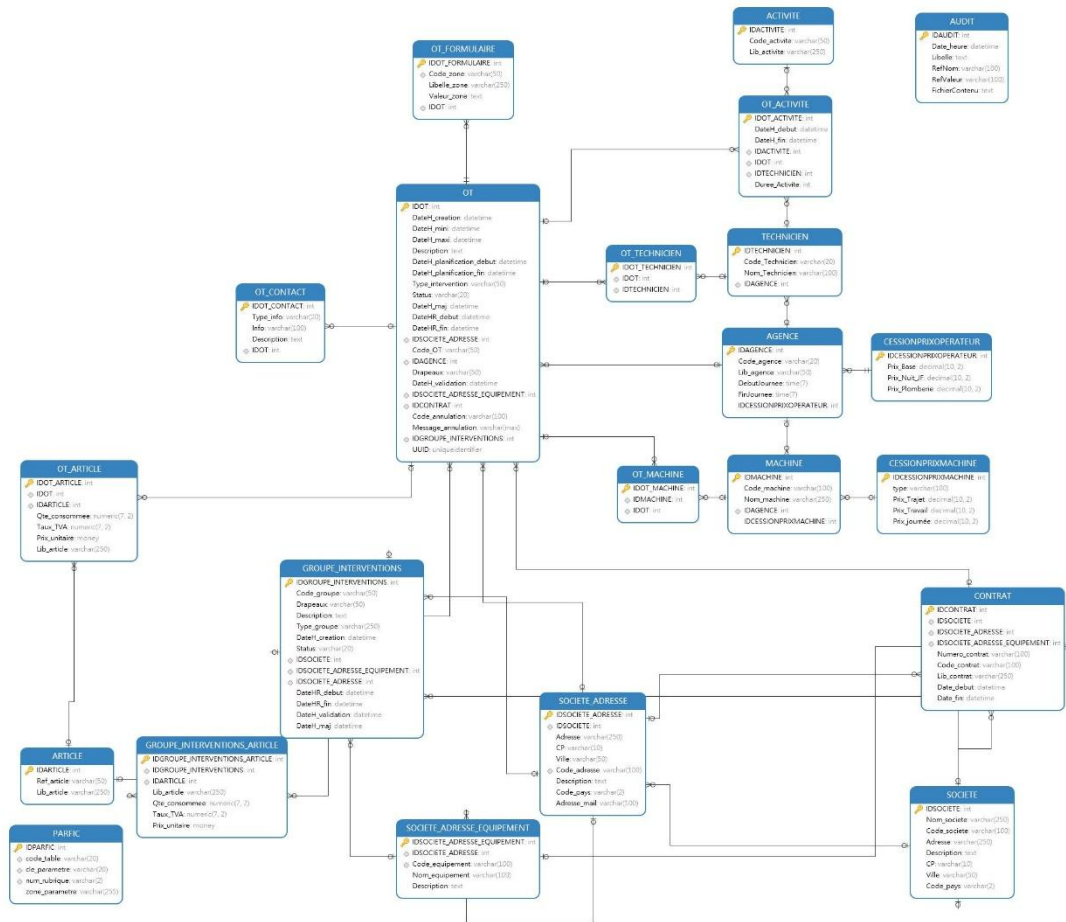 ACTIVITE
IDACTIVITE: int
Code_activite: varchar(50)
Lib_activite: varchar(250)
AUDIT
IDAUDIT: int
Date_heure: datetime
Libelle: text
RefNom: varchar(100)
RefValeur: varchar(100)
FichierContenu: text
OT_FORMULAIRE
IDOT_FORMULAIRE: int
Code_zone: varchar(50)
Libelle_zone: varchar(250)
Valeur_zone: text
IDOT: int
OT_ACTIVITE
IDOT_ACTIVITE: int
DateH_debut: datetime
DateH_fin: datetime
IDACTIVITE: int
IDOT: int
IDTECHNICIEN: int
Duree_Activite: int
OT
IDOT: int
DateH_creation: datetime
DateH_mini: datetime
DateH_maxi: datetime
Description: text
DateH_planification_debut: datetime
DateH_planification_fin: datetime
Type_intervention: varchar(50)
Status: varchar(20)
DateH_maj: datetime
DateHR_debut: datetime
DateHR_fin: datetime
IDSOCIETE_ADRESSE: int
Code_OT: varchar(50)
IDAGENCE: int
Drapeaux: varchar(50)
DateH_validation: datetime
IDSOCIETE_ADRESSE_EQUIPEMENT: int
IDCONTRAT: int
Code_annulation: varchar(100)
Message_annulation: varchar(max)
IDGROUPE_INTERVENTIONS: int
UUID: uniqueidentifier
OT_TECHNICIEN
IDOT_TECHNICIEN: int
IDOT: int
IDTECHNICIEN: int
TECHNICIEN
IDTECHNICIEN: int
Code_Technicien: varchar(20)
Nom_Technicien: varchar(100)
IDAGENCE: int
OT_CONTACT
IDOT_CONTACT: int
Type_info: varchar(20)
Info: varchar(100)
Description: text
IDOT: int
AGENCE
IDAGENCE: int
Code_agence: varchar(20)
Lib_agence: varchar(50)
DebutJournee: time(7)
FinJournee: time(7)
IDCESSIONPRIXOPERATEUR: int
CESSIONPRIXOPERATEUR
IDCESSIONPRIXOPERATEUR: int
Prix_Base: decimal(10, 2)
Prix_Nuit_JF: decimal(10, 2)
Prix_Plomberie: decimal(10, 2)
OT_ARTICLE
IDOT_ARTICLE: int
IDOT: int
IDARTICLE: int
Qte_consommee: numeric(7, 2)
Taux_TVA: numeric(7, 2)
Prix_unitaire: money
Lib_article: varchar(250)
OT_MACHINE
IDOT_MACHINE: int
IDMACHINE: int
IDOT: int
MACHINE
IDMACHINE: int
Code_machine: varchar(100)
Nom_machine: varchar(250)
IDAGENCE: int
IDCESSIONPRIXMACHINE: int
CESSIONPRIXMACHINE
IDCESSIONPRIXMACHINE: int
type: varchar(100)
Prix_Trajet: decimal(10, 2)
Prix_Travail: decimal(10, 2)
Prix_journée: decimal(10, 2)
GROUPE_INTERVENTIONS
IDGROUPE_INTERVENTIONS: int
Code_groupe: varchar(50)
Drapeaux: varchar(50)
Description: text
Type_groupe: varchar(250)
DateH_creation: datetime
Status: varchar(20)
IDSOCIETE: int
IDSOCIETE_ADRESSE_EQUIPEMENT: int
IDSOCIETE_ADRESSE: int
DateHR_debut: datetime
DateHR_fin: datetime
DateH_validation: datetime
DateH_maj: datetime
CONTRAT
IDCONTRAT: int
IDSOCIETE: int
IDSOCIETE_ADRESSE: int
IDSOCIETE_ADRESSE_EQUIPEMENT: int
Numero_contrat: varchar(100)
Code_contrat: varchar(100)
Lib_contrat: varchar(250)
Date_debut: datetime
Date_fin: datetime
SOCIETE_ADRESSE
IDSOCIETE_ADRESSE: int
IDSOCIETE: int
Adresse: varchar(250)
CP: varchar(10)
Ville: varchar(50)
Code_adresse: varchar(100)
Description: text
Code_pays: varchar(2)
Adresse_mail: varchar(100)
ARTICLE
IDARTICLE: int
Ref_article: varchar(50)
Lib_article: varchar(250)
GROUPE_INTERVENTIONS_ARTICLE
IDGROUPE_INTERVENTIONS_ARTICLE: int
IDGROUPE_INTERVENTIONS: int
IDARTICLE: int
Lib_article: varchar(250)
Qte_consommee: numeric(7, 2)
Taux_TVA: numeric(7, 2)
Prix_unitaire: money
SOCIETE
IDSOCIETE: int
Nom_societe: varchar(250)
Code_societe: varchar(100)
Adresse: varchar(250)
Description: text
CP: varchar(10)
Ville: varchar(50)
Code_pays: varchar(2)
PARFIC
IDPARFIC: int
code_table: varchar(20)
cle_parametre: varchar(20)
num_rubrique: varchar(2)
zone_parametre: varchar(255)
SOCIETE_ADRESSE_EQUIPEMENT
IDSOCIETE_ADRESSE_EQUIPEMENT: int
IDSOCIETE_ADRESSE: int
Code_equipement: varchar(100)
Nom_equipement: varchar(100)
Description: text